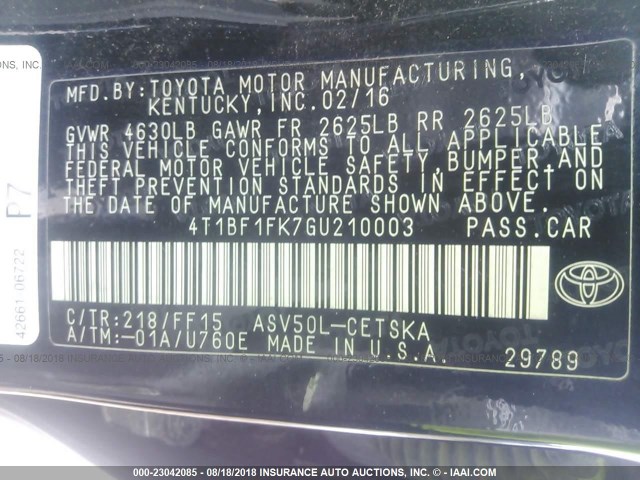 MFD. BY: TOYOTA MOTOR MANUFACTURING,
KENTUCKY, INC. 02/16
GVWR 4630LB GAWR FR 2625LB RR 2625LB
THIS VEHICLE CONFORMS TO ALL APPLICABLE
FEDERAL MOTOR VEHICLE SAFETY, BUMPER, AND
THEFT PREVENTION STANDARDS IN EFFECT ON
THE DATE OF MANUFACTURE SHOWN ABOVE.
4T1BF1FK7GU210003 PASS. CAR
C/TR: 218/FF15 ASV50L-CETSKA
A/TM: -01A/U760E MADE IN U.S.A.
29789
TOYOTA
P7
42661 06722
000-23042085 - 08/18/2018 INSURANCE AUTO AUCTIONS, INC. © - IAAI.COM